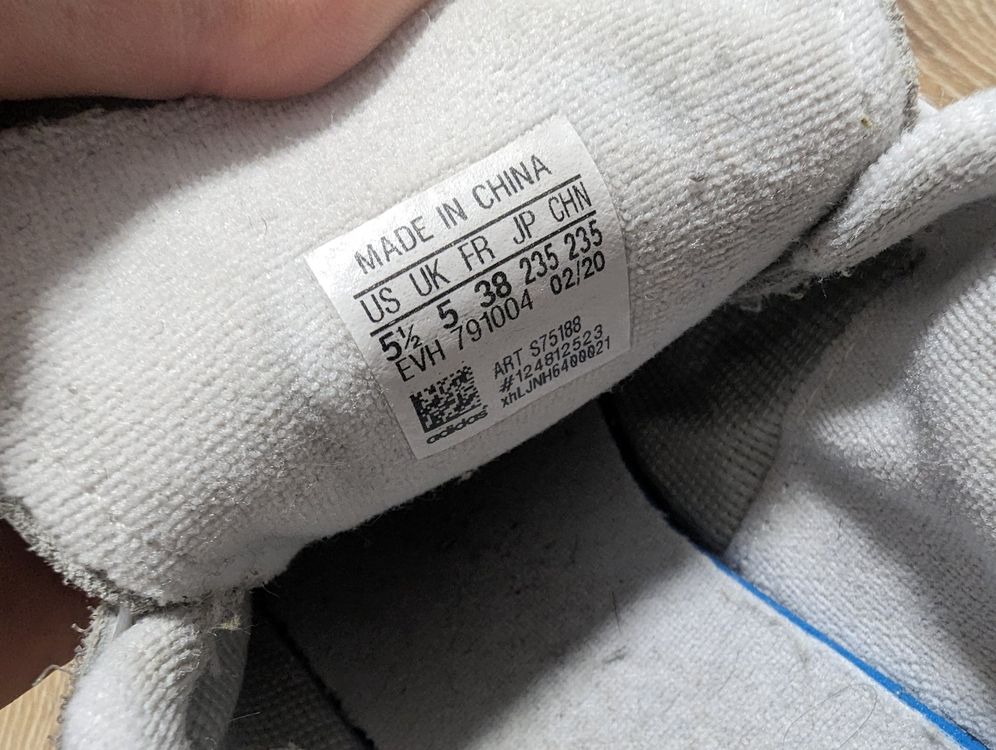 MADE IN CHINA
US UK FR JP CHN
5½ 5 38 235 235
EVH 791004 02/20
ART S75188
#124812523
xhLJNH6400021
adidas